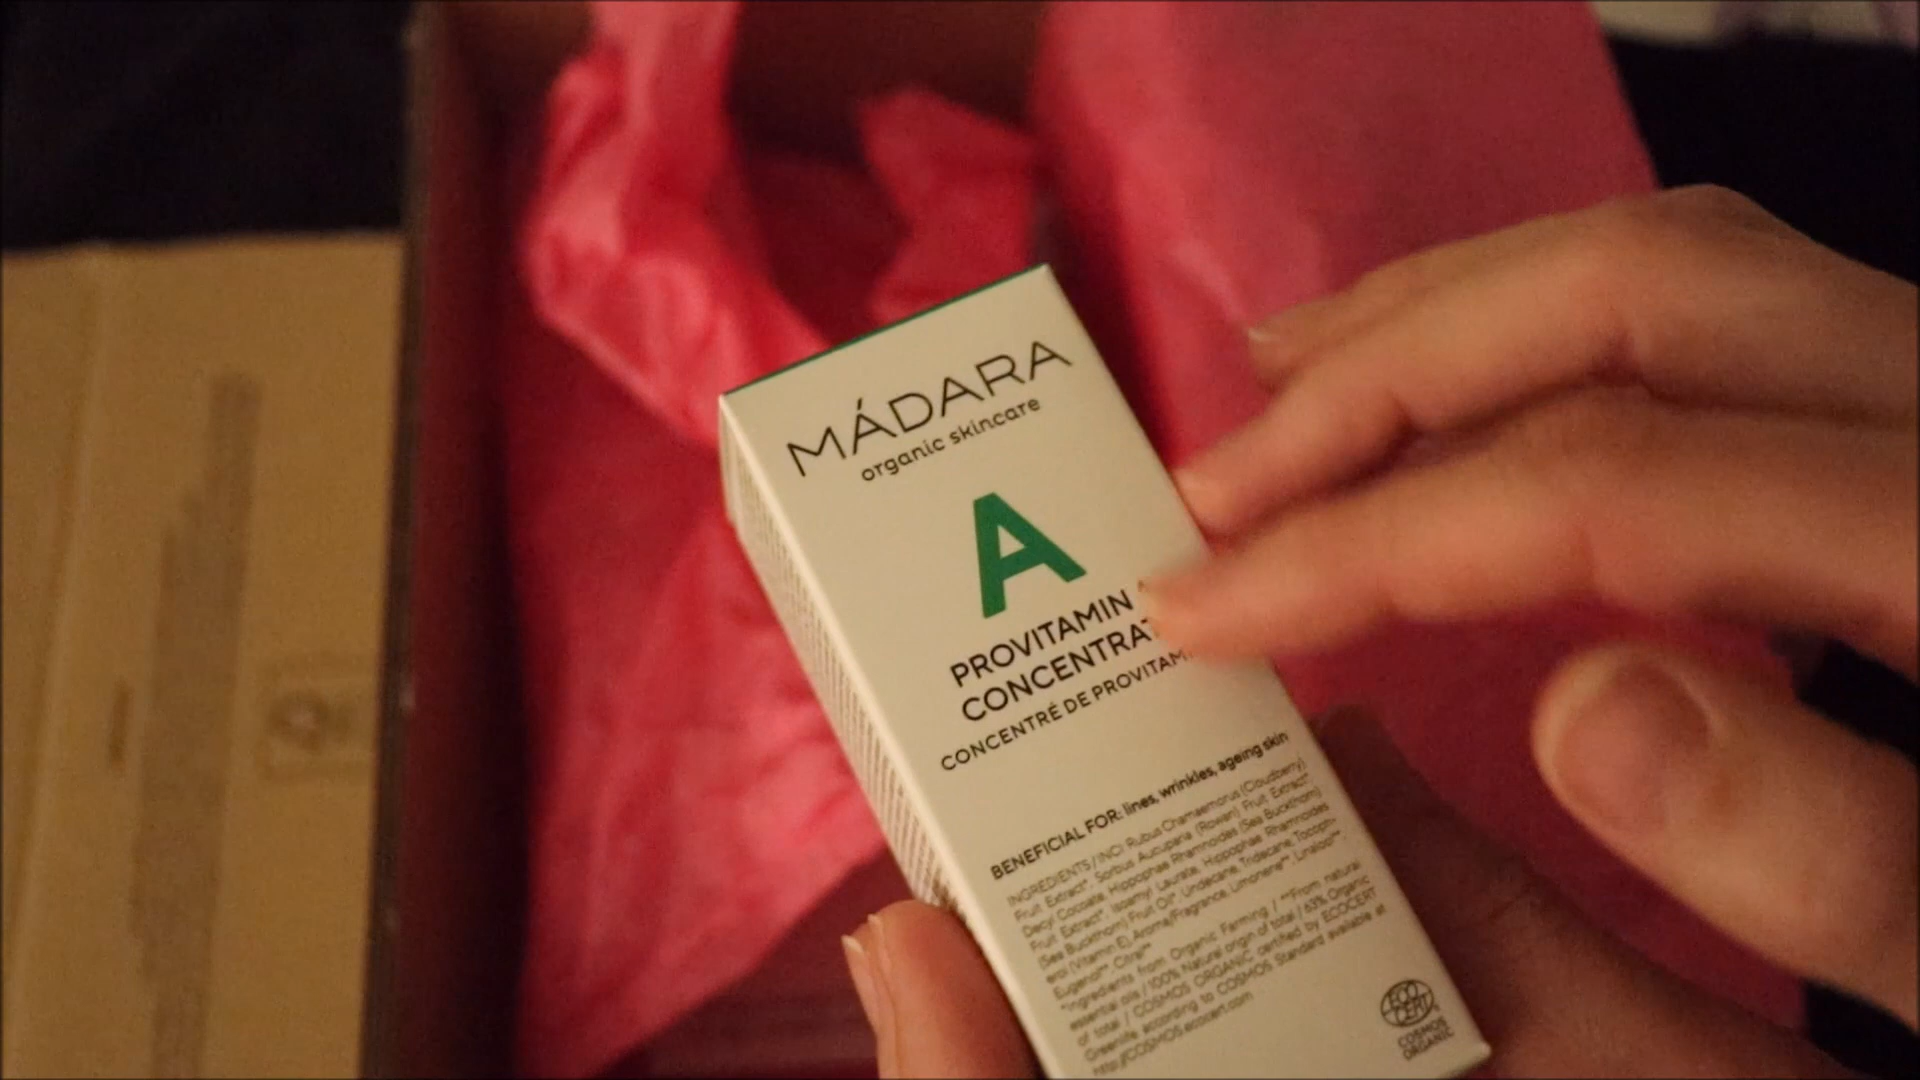 MÁDARA
organic skincare
A
PROVITAMIN
CONCENTRAT
CONCENTRÉ DE PROVITAM
BENEFICIAL FOR: lines, wrinkles, ageing skin
INGREDIENTS / INCI: Rubus Chamaemorus (Cloudberry)
Fruit Extract*, Sorbus Aucuparia (Rowan) Fruit Extract*,
Decyl Cocoate, Hippophae Rhamnoides (Sea Buckthorn)
Fruit Extract*, Isoamyl Laurate, Hippophae Rhamnoides
(Sea Buckthorn) Fruit Oil*, Undecane, Tridecane, Tocoph-
erol (Vitamin E), Aroma/Fragrance, Limonene**, Linalool**,
Eugenol**, Citral**
*Ingredients from Organic Farming / **From natural
essential oils / 100% Natural origin of total / 63% Organic
of total / COSMOS ORGANIC certified by ECOCERT
Greenlife according to COSMOS Standard available at
http://COSMOS.ecocert.com
ECO
CERT
COSMOS
ORGANIC